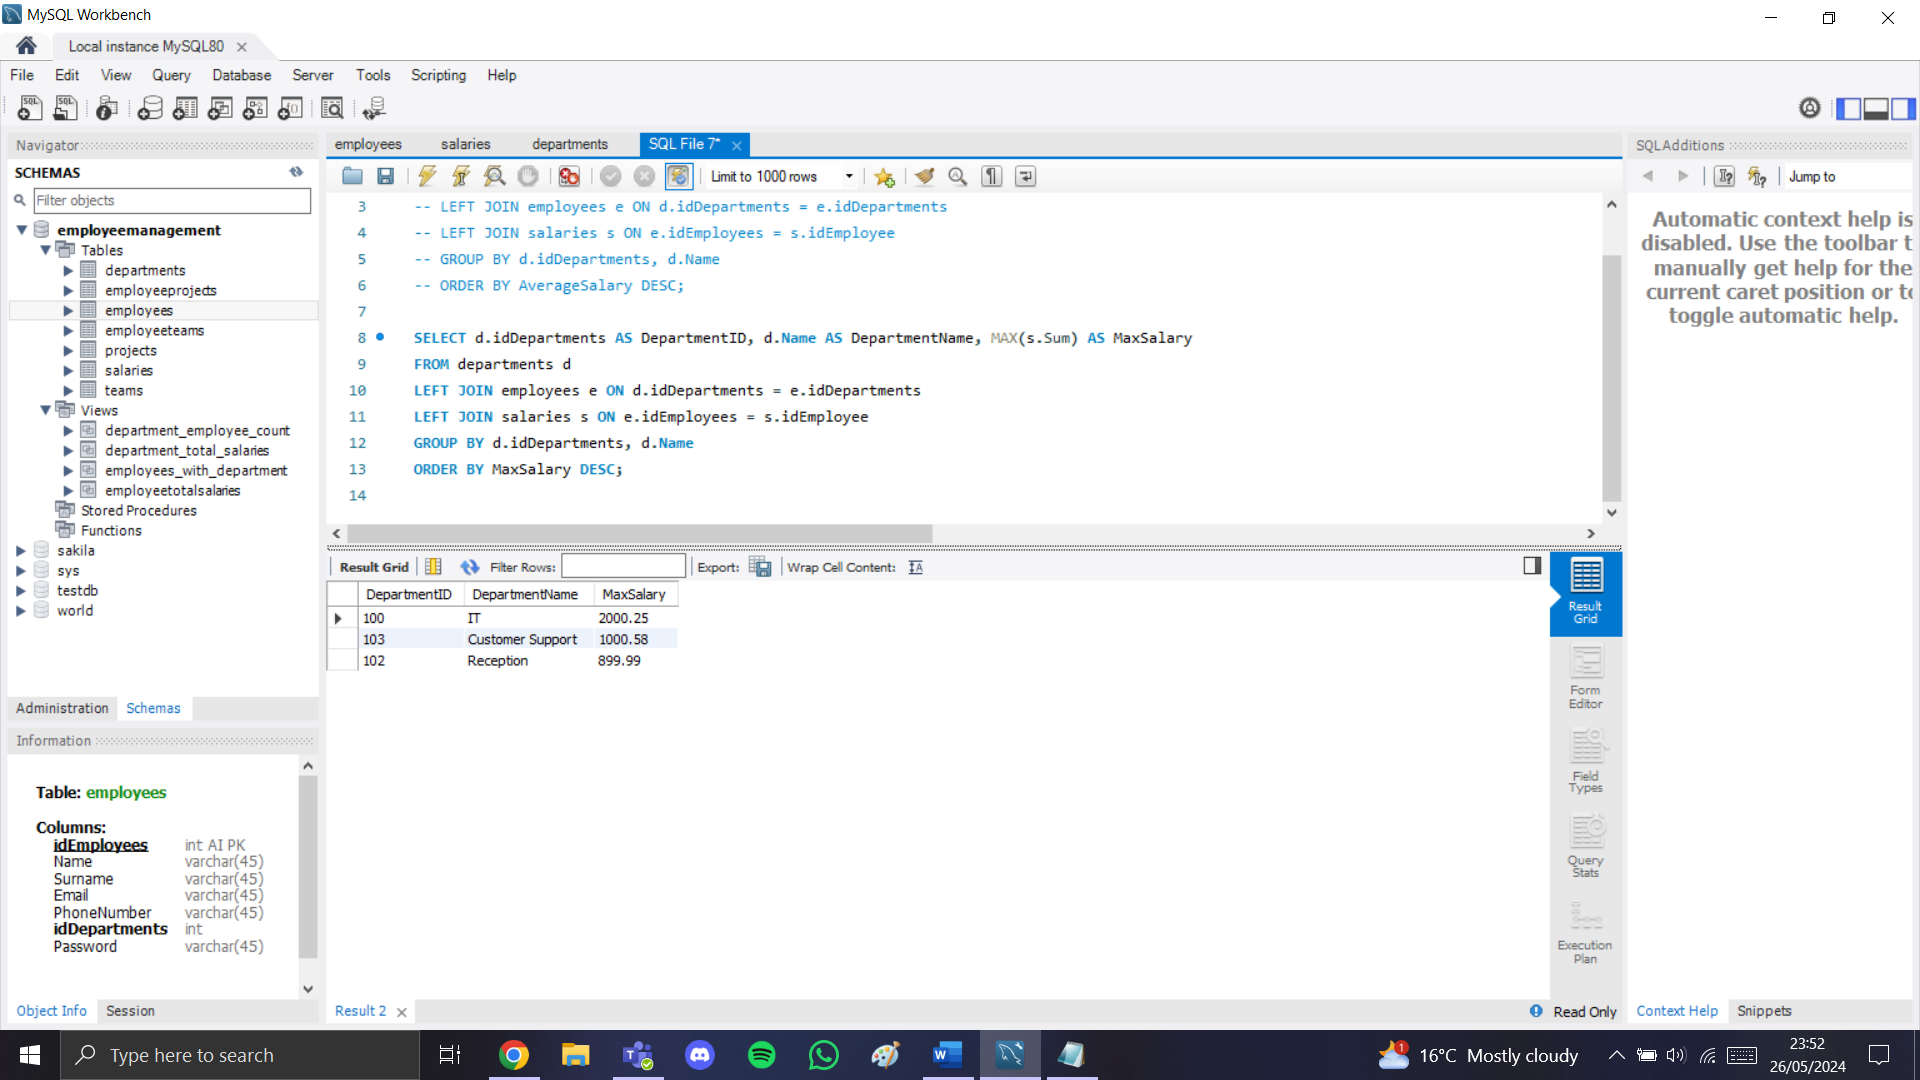 MySQL Workbench
Local instance MySQL80
File Edit View Query Database Server Tools Scripting Help
Navigator
SCHEMAS
Filter objects
employeemanagement
Tables
departments
employeeprojects
employees
employeeteams
projects
salaries
teams
Views
department_employee_count
department_total_salaries
employees_with_department
employeetotalsalaries
Stored Procedures
Functions
sakila
sys
testdb
world
Administration Schemas
Information
Table: employees
Columns:
idEmployees int AI PK
Name varchar(45)
Surname varchar(45)
Email varchar(45)
PhoneNumber varchar(45)
idDepartments int
Password varchar(45)
Object Info Session
employees salaries departments SQL File 7*
Limit to 1000 rows
3 -- LEFT JOIN employees e ON d.idDepartments = e.idDepartments
4 -- LEFT JOIN salaries s ON e.idEmployees = s.idEmployee
5 -- GROUP BY d.idDepartments, d.Name
6 -- ORDER BY AverageSalary DESC;
7
8 SELECT d.idDepartments AS DepartmentID, d.Name AS DepartmentName, MAX(s.Sum) AS MaxSalary
9 FROM departments d
10 LEFT JOIN employees e ON d.idDepartments = e.idDepartments
11 LEFT JOIN salaries s ON e.idEmployees = s.idEmployee
12 GROUP BY d.idDepartments, d.Name
13 ORDER BY MaxSalary DESC;
14
Result Grid Filter Rows: Export: Wrap Cell Content:
DepartmentID DepartmentName MaxSalary
100 IT 2000.25
103 Customer Support 1000.58
102 Reception 899.99
Result Grid
Form Editor
Field Types
Query Stats
Execution Plan
Result 2
Read Only
SQLAdditions
Jump to
Automatic context help is
disabled. Use the toolbar t
manually get help for the
current caret position or to
toggle automatic help.
Context Help Snippets
Type here to search
1
16°C Mostly cloudy
23:52
26/05/2024